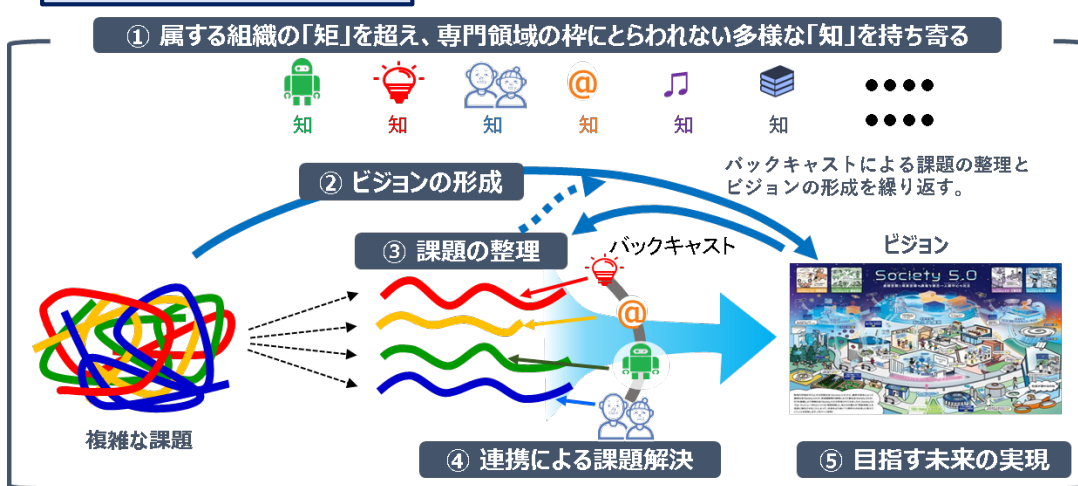 ① 属する組織の「矩」を超え、専門領域の枠にとらわれない多様な「知」を持ち寄る
@
知 知 知 知 知 知
② ビジョンの形成
バックキャストによる課題の整理と
ビジョンの形成を繰り返す。
③ 課題の整理
バックキャスト
ビジョン
Society 5.0
@
複雑な課題
④ 連携による課題解決
⑤ 目指す未来の実現